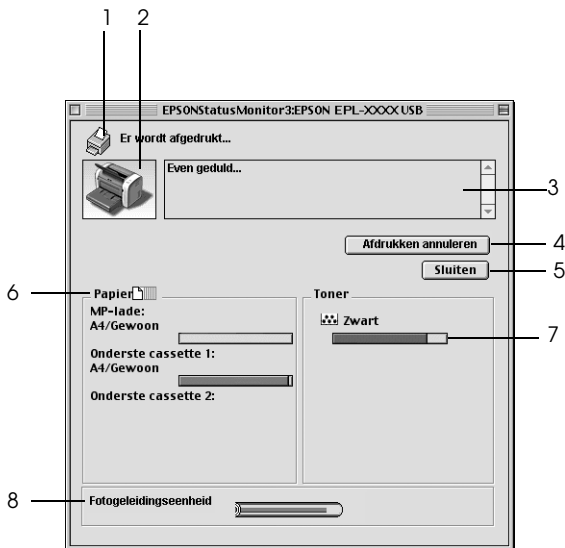 1 2
EPSONStatusMonitor3:EPSON EPL-XXXX USB
Er wordt afgedrukt...
Even geduld...
3
Afdrukken annuleren
4
Sluiten
5
6
Papier
Toner
MP-lade:
A4/Gewoon
Zwart
7
Onderste cassette 1:
A4/Gewoon
Onderste cassette 2:
8
Fotogeleidingseenheid